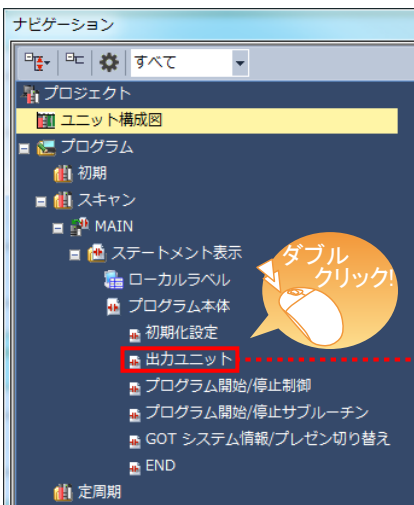 ナビゲーション
すべて
プロジェクト
ユニット構成図
プログラム
初期
スキャン
MAIN
ステートメント表示
ローカルラベル
プログラム本体
初期化設定
出力ユニット
プログラム開始/停止制御
プログラム開始/停止サブルーチン
GOT システム情報/プレゼン切り替え
END
定周期
ダブル
クリック!